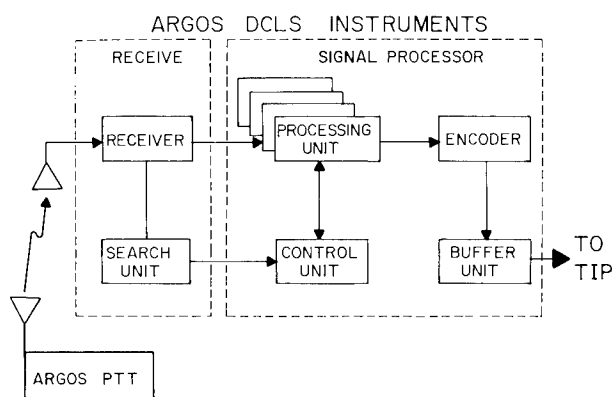 ARGOS DCLS INSTRUMENTS
RECEIVE
SIGNAL PROCESSOR
RECEIVER
PROCESSING
UNIT
ENCODER
SEARCH
UNIT
CONTROL
UNIT
BUFFER
UNIT
TO
TIP
ARGOS PTT